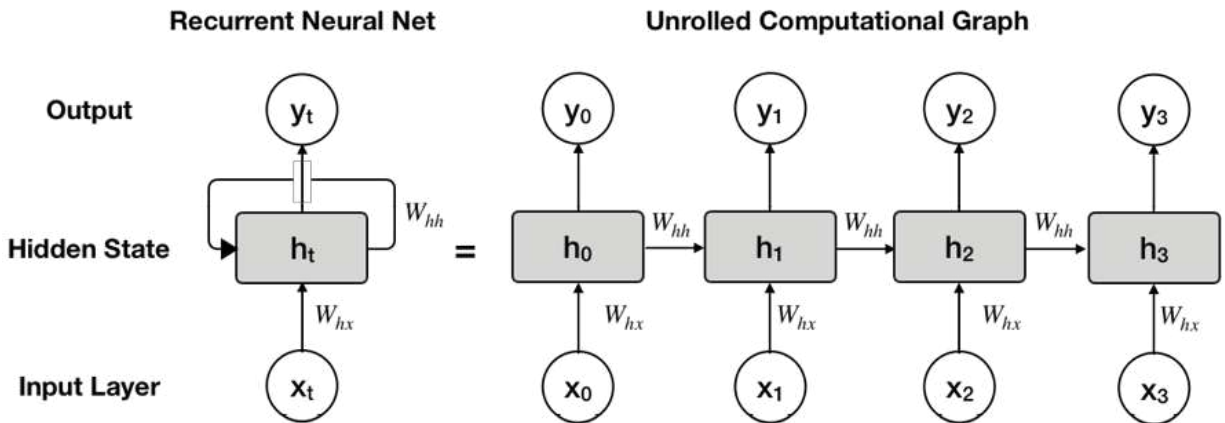 Recurrent Neural Net
Unrolled Computational Graph
Output
yₜ
y₀
y₁
y₂
y₃
Wₕₕ
Wₕₕ
Wₕₕ
Wₕₕ
Hidden State
hₜ
=
h₀
h₁
h₂
h₃
Wₕₓ
Wₕₓ
Wₕₓ
Wₕₓ
Wₕₓ
Input Layer
xₜ
x₀
x₁
x₂
x₃